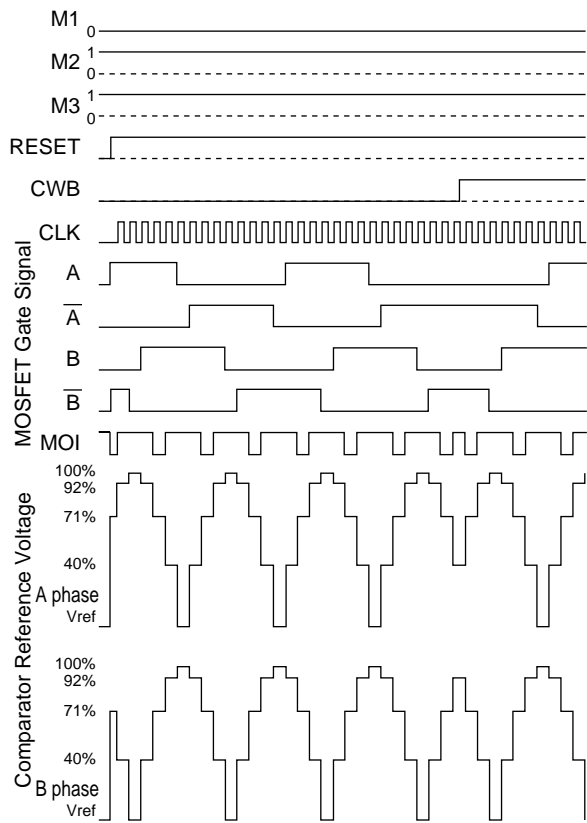 M1
0
M2
1
0
M3
1
0
RESET
CWB
CLK
MOSFET Gate Signal
A
A
B
B
MOI
Comparator Reference Voltage
100%
92%
71%
40%
A phase
Vref
100%
92%
71%
40%
B phase
Vref